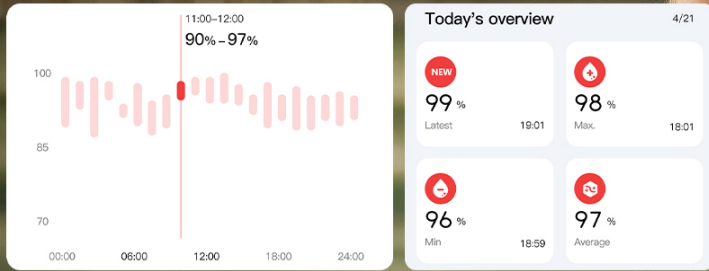 11:00–12:00
90%–97%
100
85
70
00:00 06:00 12:00 18:00 24:00
Today's overview 4/21
NEW
99 %
Latest 19:01
98 %
Max. 18:01
96 %
Min 18:59
97 %
Average